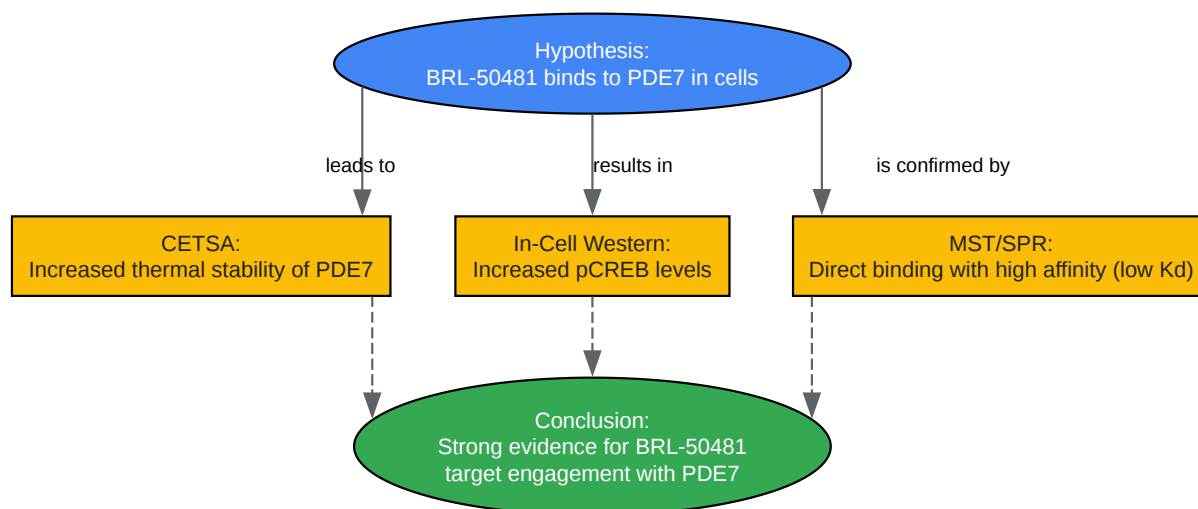 Hypothesis:
BRL-50481 binds to PDE7 in cells
leads to
results in
is confirmed by
CETSA:
Increased thermal stability of PDE7
In-Cell Western:
Increased pCREB levels
MST/SPR:
Direct binding with high affinity (low Kd)
Conclusion:
Strong evidence for BRL-50481
target engagement with PDE7